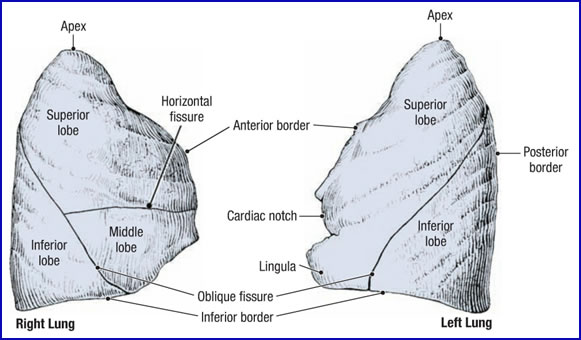 Apex
Apex
Horizontal
fissure
Superior
lobe
Superior
lobe
Anterior border
Posterior
border
Cardiac notch
Middle
lobe
Inferior
lobe
Inferior
lobe
Lingula
Oblique fissure
Inferior border
Right Lung
Left Lung